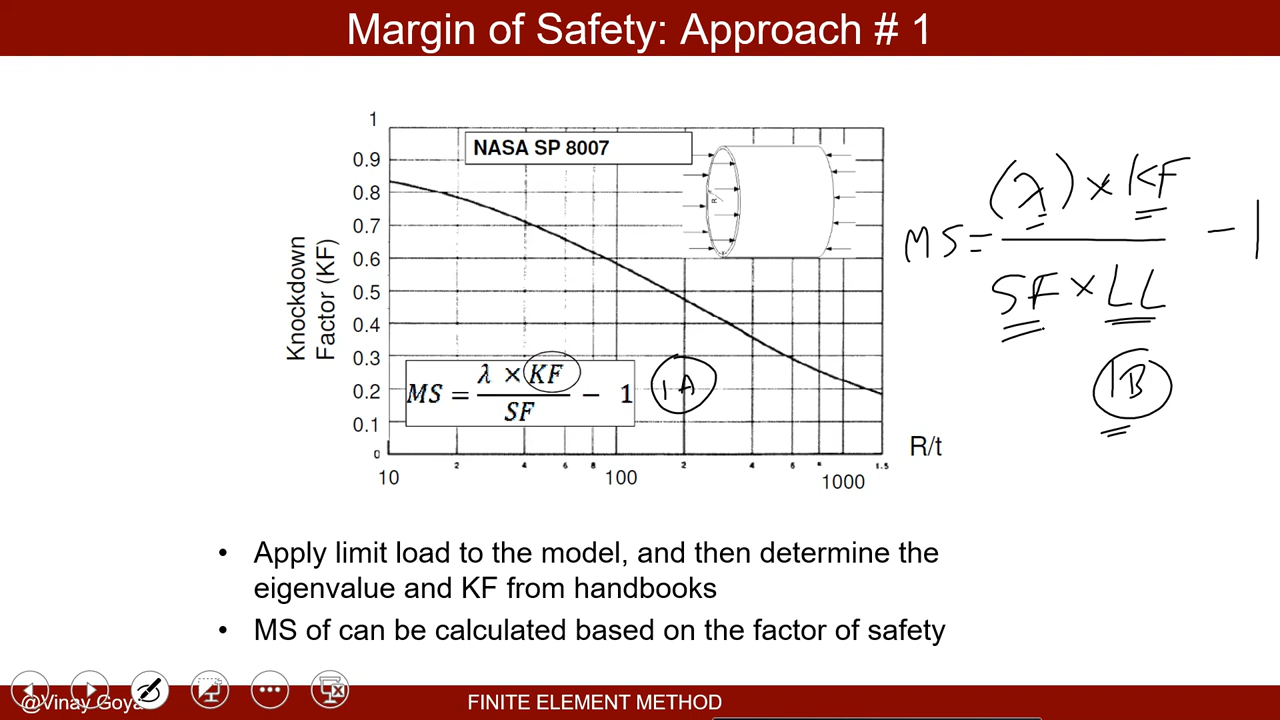 Margin of Safety: Approach # 1
NASA SP 8007
1
0.9
0.8
0.7
0.6
0.5
0.4
0.3
0.2
0.1
0
Knockdown
Factor (KF)
R
MS = λ × KF / SF − 1
1A
10
2
4
6
8
100
2
4
6
8
1000
1.5
R/t
MS = (λ) × KF / SF × LL − 1
1B
• Apply limit load to the model, and then determine the
eigenvalue and KF from handbooks
• MS of can be calculated based on the factor of safety
@Vinay Goya
FINITE ELEMENT METHOD